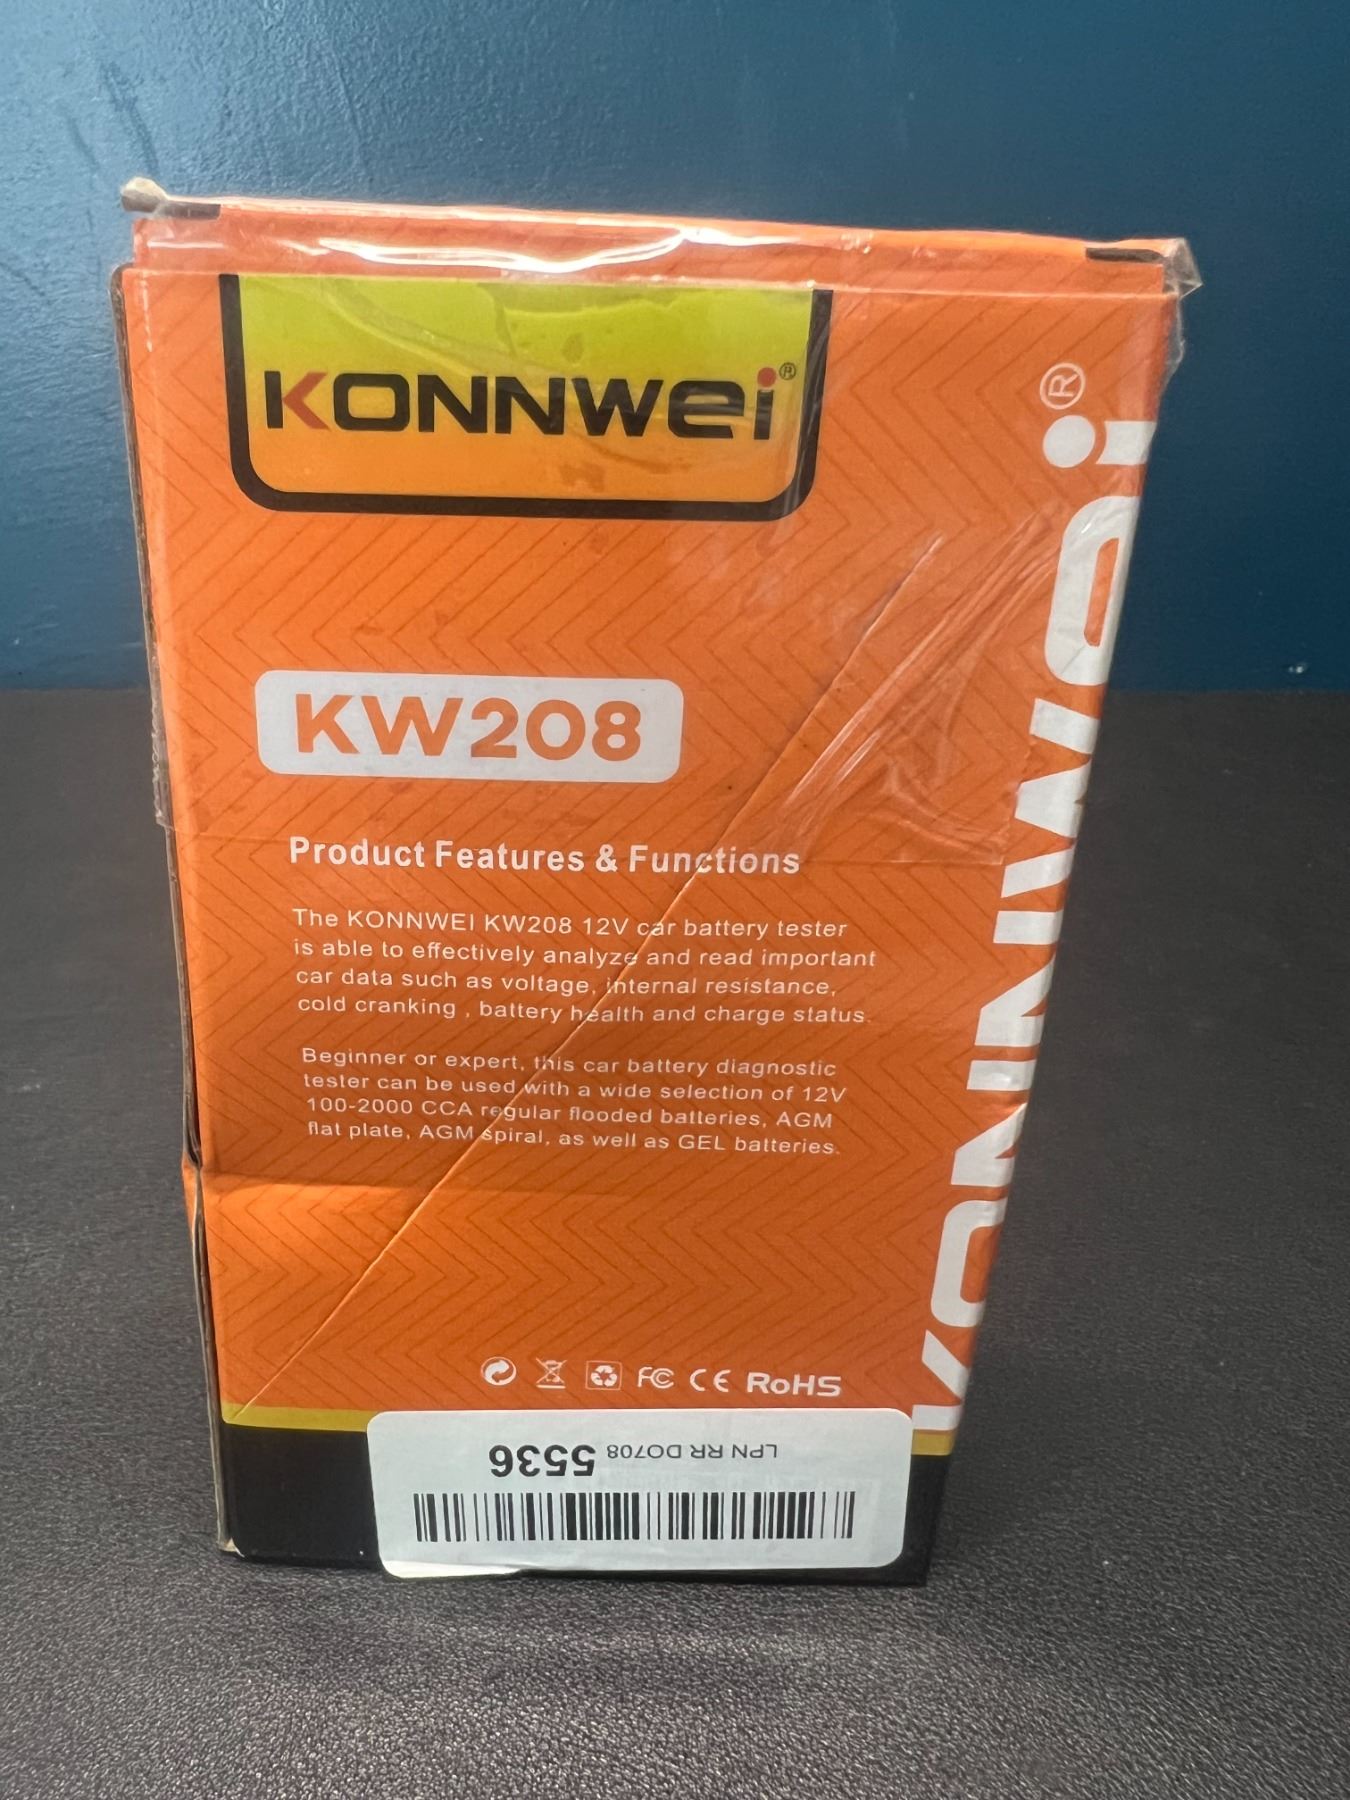 KONNWEI®
KONNWEI®
KW208
Product Features & Functions
The KONNWEI KW208 12V car battery tester
is able to effectively analyze and read important
car data such as voltage, internal resistance,
cold cranking , battery health and charge status.
Beginner or expert, this car battery diagnostic
tester can be used with a wide selection of 12V
100-2000 CCA regular flooded batteries, AGM
flat plate, AGM spiral, as well as GEL batteries.
FC CE RoHS
LPN RR DO708 5536